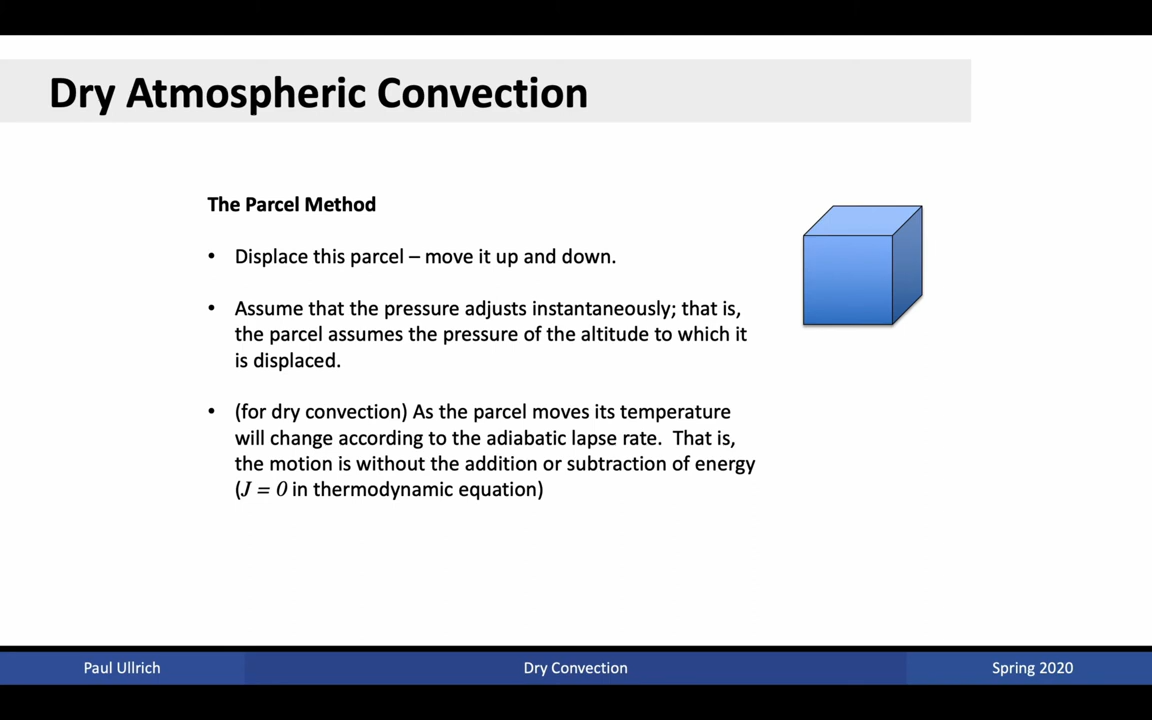 Dry Atmospheric Convection
The Parcel Method
• Displace this parcel – move it up and down.
• Assume that the pressure adjusts instantaneously; that is,
the parcel assumes the pressure of the altitude to which it
is displaced.
• (for dry convection) As the parcel moves its temperature
will change according to the adiabatic lapse rate.  That is,
the motion is without the addition or subtraction of energy
(J = 0 in thermodynamic equation)
Paul Ullrich
Dry Convection
Spring 2020